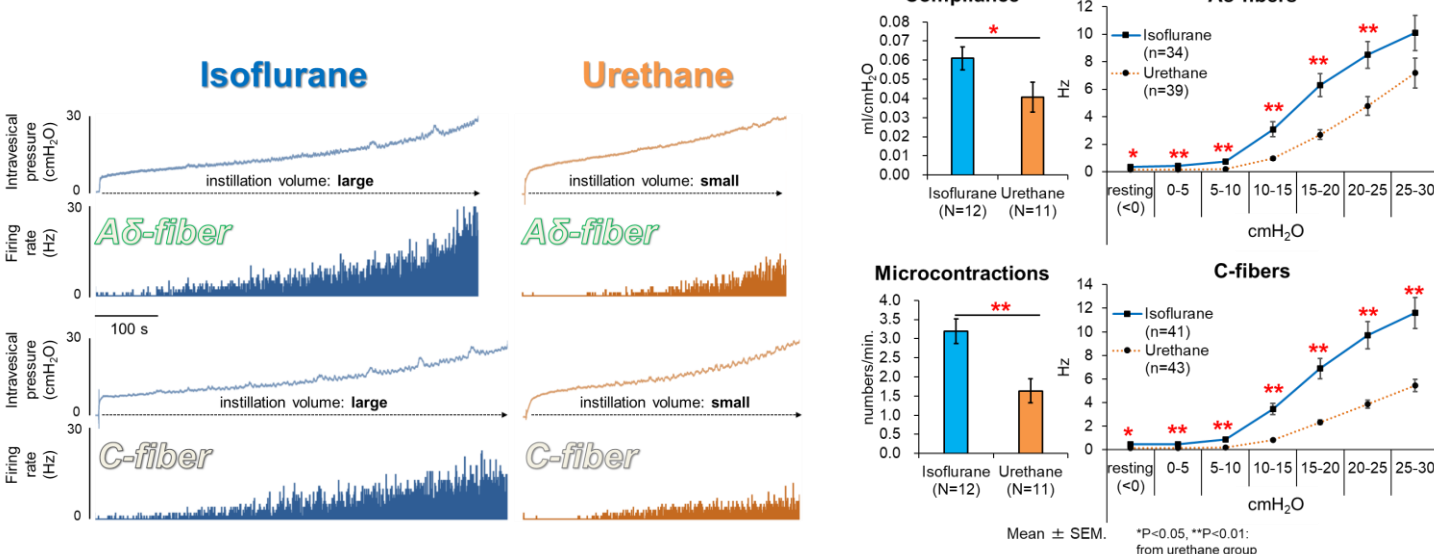 Isoflurane
Urethane
Intravesical
pressure
(cmH₂O)
30
0
instillation volume: large
30
0
instillation volume: small
Firing
rate
(Hz)
30
0
Aδ-fiber
Aδ-fiber
100 s
Intravesical
pressure
(cmH₂O)
30
0
instillation volume: large
30
0
instillation volume: small
Firing
rate
(Hz)
30
0
C-fiber
C-fiber
Compliance
ml/cmH₂O
0.08
0.07
0.06
0.05
0.04
0.03
0.02
0.01
0.00
*
Isoflurane
(N=12)
Urethane
(N=11)
Aδ-fibers
Hz
12
10
8
6
4
2
0
Isoflurane
(n=34)
Urethane
(n=39)
* ** ** ** ** **
resting
(<0)
0-5 5-10 10-15 15-20 20-25 25-30
cmH₂O
Microcontractions
numbers/min.
4.0
3.5
3.0
2.5
2.0
1.5
1.0
0.5
0.0
**
Isoflurane
(N=12)
Urethane
(N=11)
C-fibers
Hz
14
12
10
8
6
4
2
0
Isoflurane
(n=41)
Urethane
(n=43)
* ** ** ** ** ** **
resting
(<0)
0-5 5-10 10-15 15-20 20-25 25-30
cmH₂O
Mean ± SEM.
*P<0.05, **P<0.01:
from urethane group